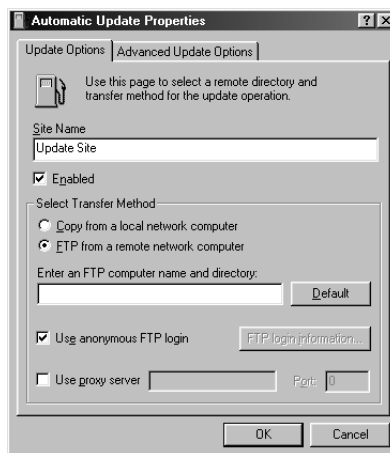 Automatic Update Properties
Update Options
Advanced Update Options
Use this page to select a remote directory and
transfer method for the update operation.
Site Name
Update Site
Enabled
Select Transfer Method
Copy from a local network computer
FTP from a remote network computer
Enter an FTP computer name and directory:
Default
Use anonymous FTP login
FTP login information...
Use proxy server
Port: 0
OK
Cancel